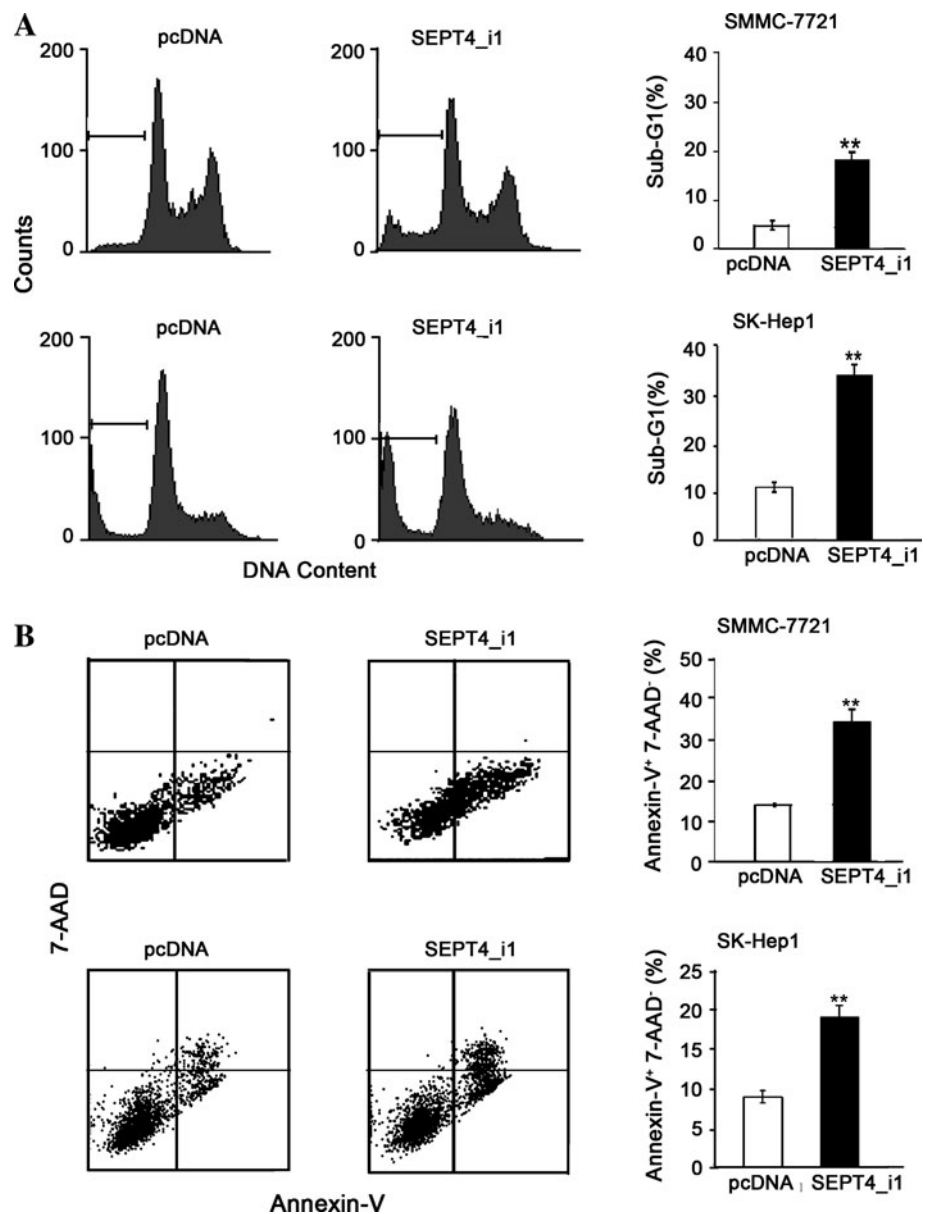 A
pcDNA
SEPT4_i1
SMMC-7721
200
100
0
200
100
0
Counts
40
30
20
10
0
Sub-G1(%)
**
pcDNA
SEPT4_i1
pcDNA
SEPT4_i1
SK-Hep1
200
100
0
200
100
0
DNA Content
40
30
20
10
0
Sub-G1(%)
**
pcDNA
SEPT4_i1
B
pcDNA
SEPT4_i1
SMMC-7721
50
40
30
20
10
0
Annexin-V⁺ 7-AAD⁻ (%)
**
pcDNA
SEPT4_i1
7-AAD
pcDNA
SEPT4_i1
SK-Hep1
25
20
15
10
5
0
Annexin-V⁺ 7-AAD⁻ (%)
**
pcDNA
SEPT4_i1
Annexin-V